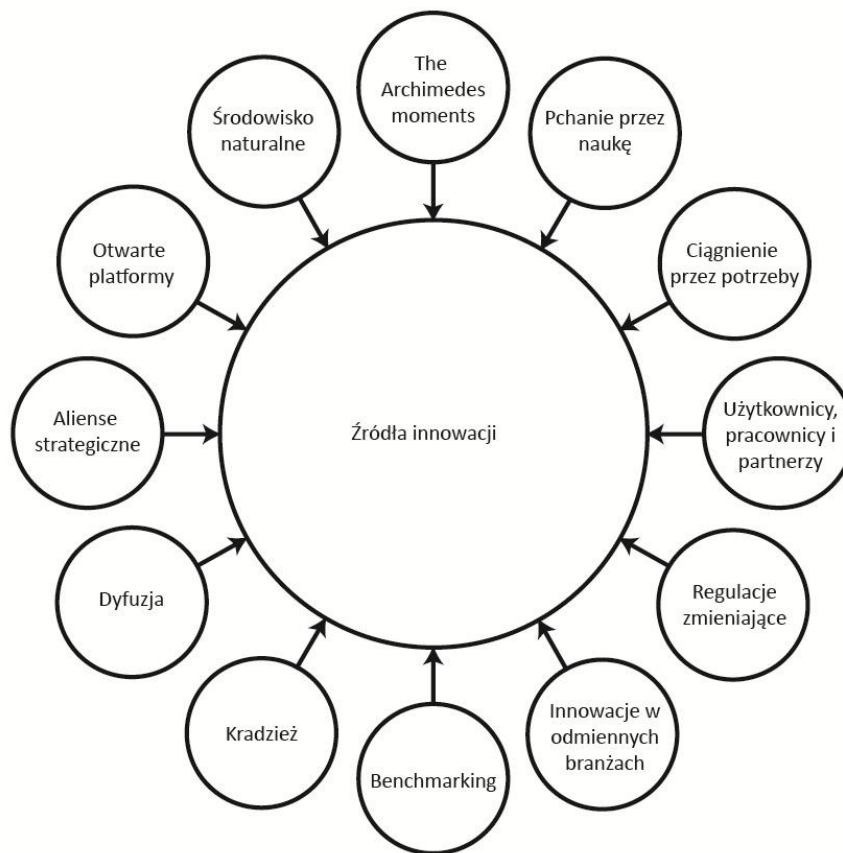 The
Archimedes
moments
Pchanie przez
naukę
Ciągnienie
przez potrzeby
Użytkownicy,
pracownicy i
partnerzy
Regulacje
zmieniające
Innowacje w
odmiennych
branżach
Benchmarking
Kradzież
Dyfuzja
Aliense
strategiczne
Otwarte
platformy
Środowisko
naturalne
Źródła innowacji